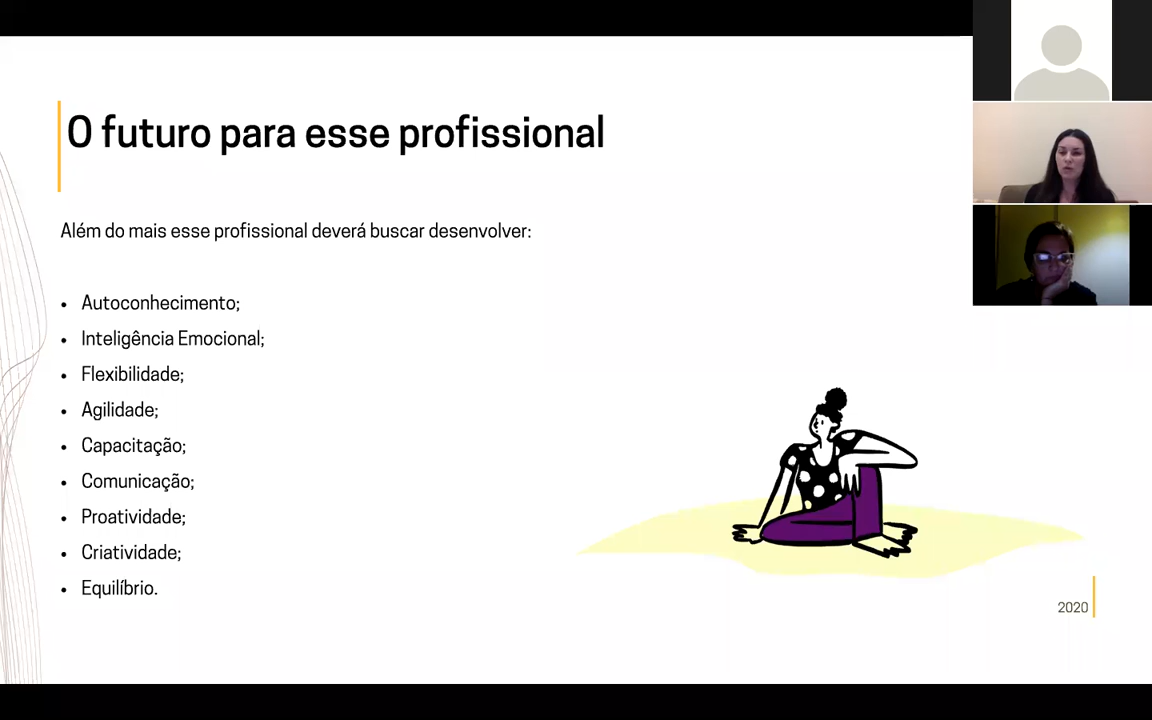 O futuro para esse profissional
Além do mais esse profissional deverá buscar desenvolver:
• Autoconhecimento;
• Inteligência Emocional;
• Flexibilidade;
• Agilidade;
• Capacitação;
• Comunicação;
• Proatividade;
• Criatividade;
• Equilíbrio.
2020